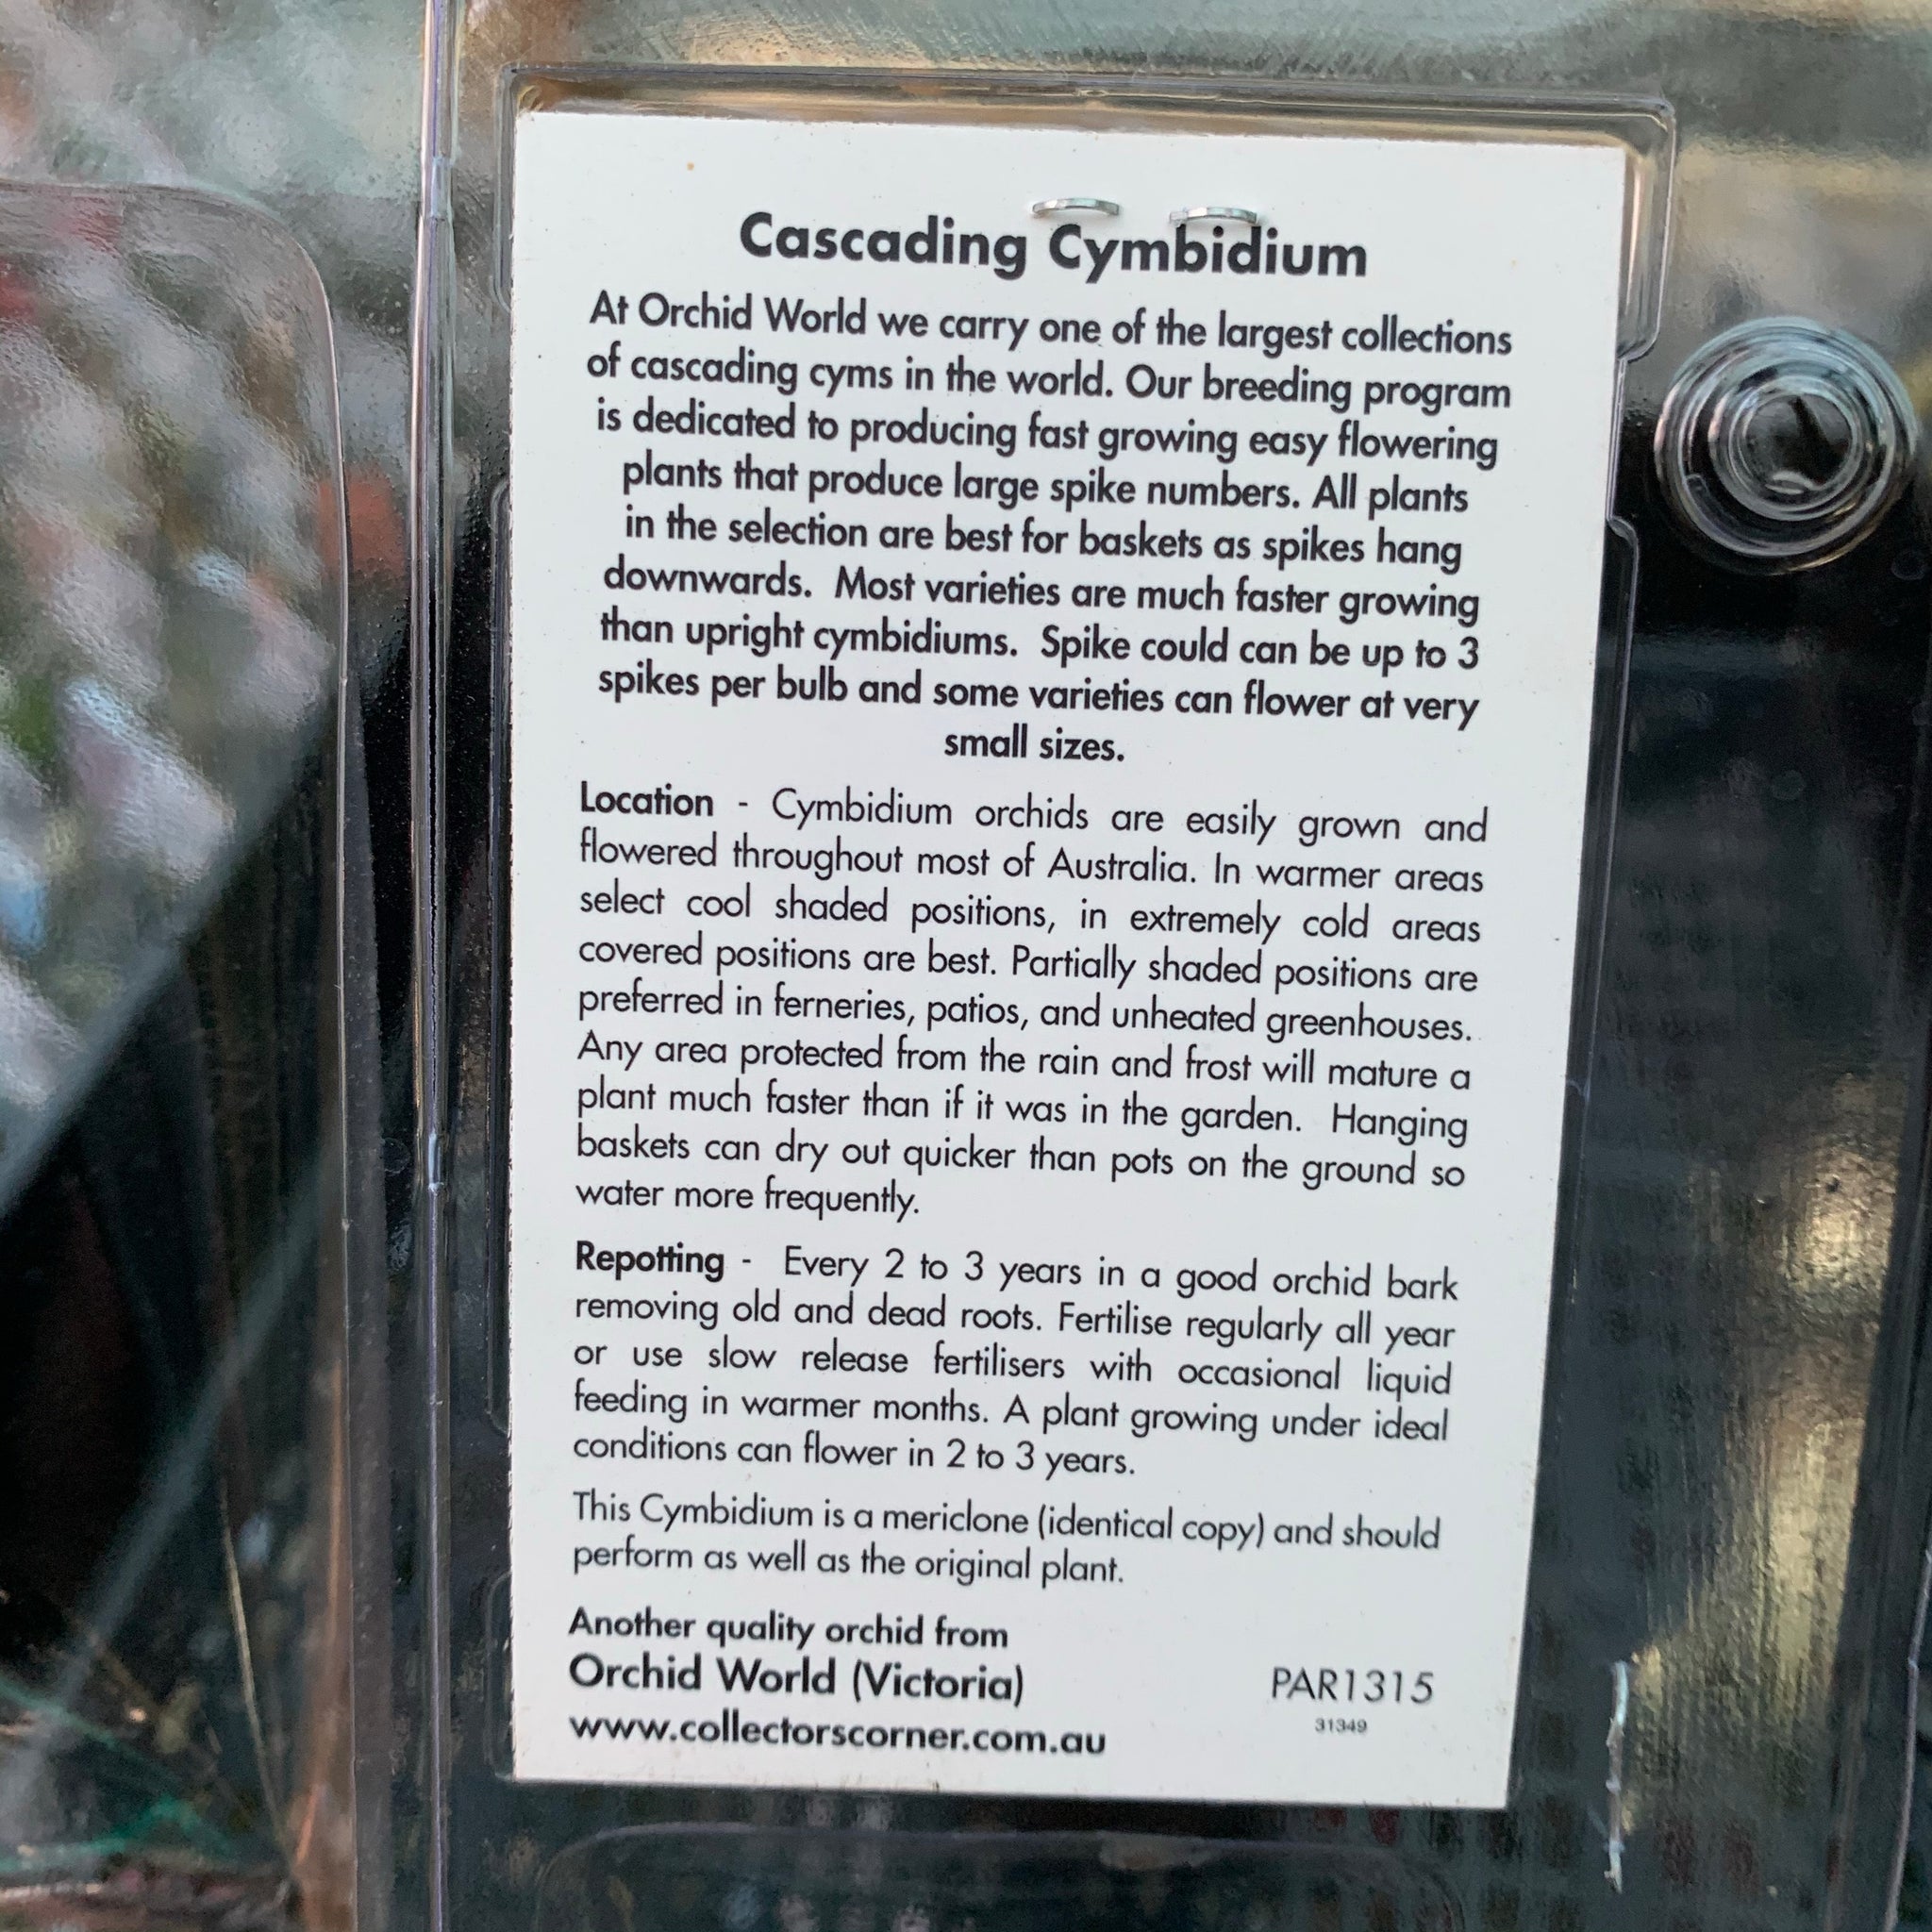 Cascading Cymbidium
At Orchid World we carry one of the largest collections
of cascading cyms in the world. Our breeding program
is dedicated to producing fast growing easy flowering
plants that produce large spike numbers. All plants
in the selection are best for baskets as spikes hang
downwards.  Most varieties are much faster growing
than upright cymbidiums.  Spike could can be up to 3
spikes per bulb and some varieties can flower at very
small sizes.
Location - Cymbidium orchids are easily grown and
flowered throughout most of Australia. In warmer areas
select cool shaded positions, in extremely cold areas
covered positions are best. Partially shaded positions are
preferred in ferneries, patios, and unheated greenhouses.
Any area protected from the rain and frost will mature a
plant much faster than if it was in the garden.  Hanging
baskets can dry out quicker than pots on the ground so
water more frequently.
Repotting -  Every 2 to 3 years in a good orchid bark
removing old and dead roots. Fertilise regularly all year
or use slow release fertilisers with occasional liquid
feeding in warmer months. A plant growing under ideal
conditions can flower in 2 to 3 years.
This Cymbidium is a mericlone (identical copy) and should
perform as well as the original plant.
Another quality orchid from
Orchid World (Victoria)
www.collectorscorner.com.au
PAR1315
31349